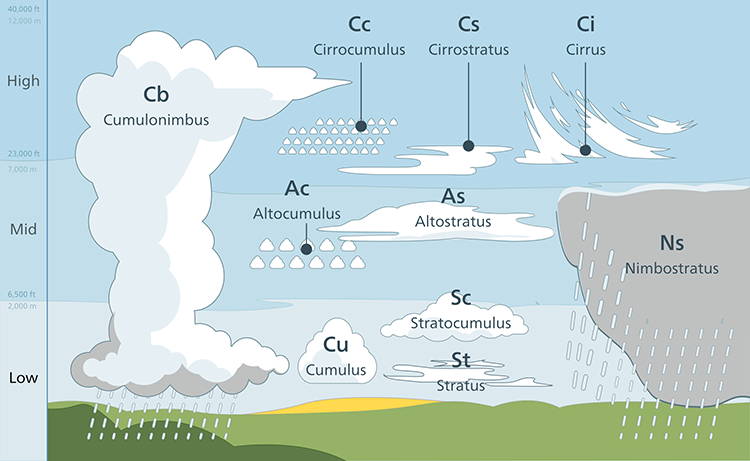 40,000 ft
12,000 m
High
23,000 ft
7,000 m
Mid
6,500 ft
2,000 m
Low
Cb
Cumulonimbus
Cc
Cirrocumulus
Cs
Cirrostratus
Ci
Cirrus
Ac
Altocumulus
As
Altostratus
Ns
Nimbostratus
Sc
Stratocumulus
Cu
Cumulus
St
Stratus